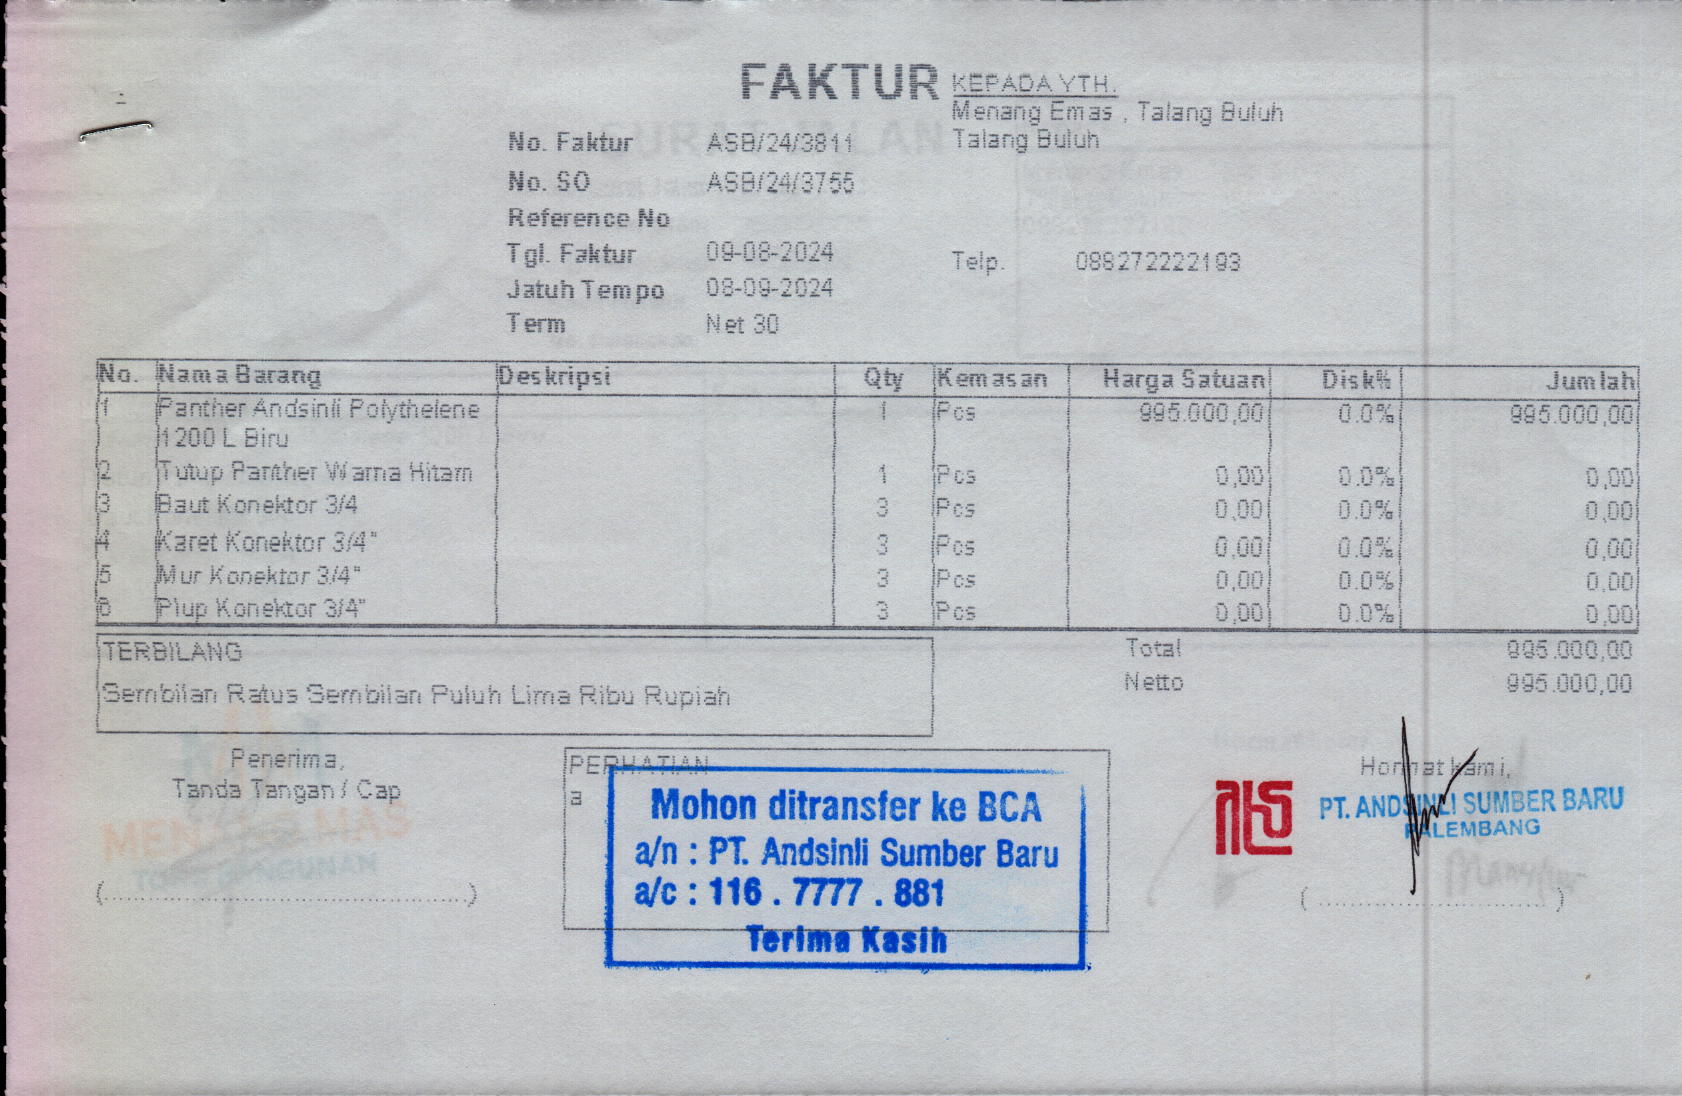 FAKTUR
KEPADA YTH.
Menang Emas , Talang Buluh
Talang Buluh
No. Faktur ASB/24/3811
No. SO ASB/24/3755
Reference No
Tgl. Faktur 09-08-2024
Telp. 088272222193
Jatuh Tempo 08-09-2024
Term Net 30
No. Nama Barang Deskripsi Qty Kemasan Harga Satuan Disk% Jumlah
1 Panther Andsinli Polythelene 1 Pcs 995.000,00 0.0% 995.000,00
1200 L Biru
2 Tutup Panther Warna Hitam 1 Pcs 0,00 0.0% 0,00
3 Baut Konektor 3/4 3 Pcs 0,00 0.0% 0,00
4 Karet Konektor 3/4" 3 Pcs 0,00 0.0% 0,00
5 Mur Konektor 3/4" 3 Pcs 0,00 0.0% 0,00
6 Plup Konektor 3/4" 3 Pcs 0,00 0.0% 0,00
TERBILANG
Sembilan Ratus Sembilan Puluh Lima Ribu Rupiah
Total 995.000,00
Netto 995.000,00
Penerima,
Tanda Tangan / Cap
PERHATIAN
a
Mohon ditransfer ke BCA
a/n : PT. Andsinli Sumber Baru
a/c : 116 . 7777 . 881
Terima Kasih
Hormat kami,
PT. ANDSINLI SUMBER BARU
PALEMBANG